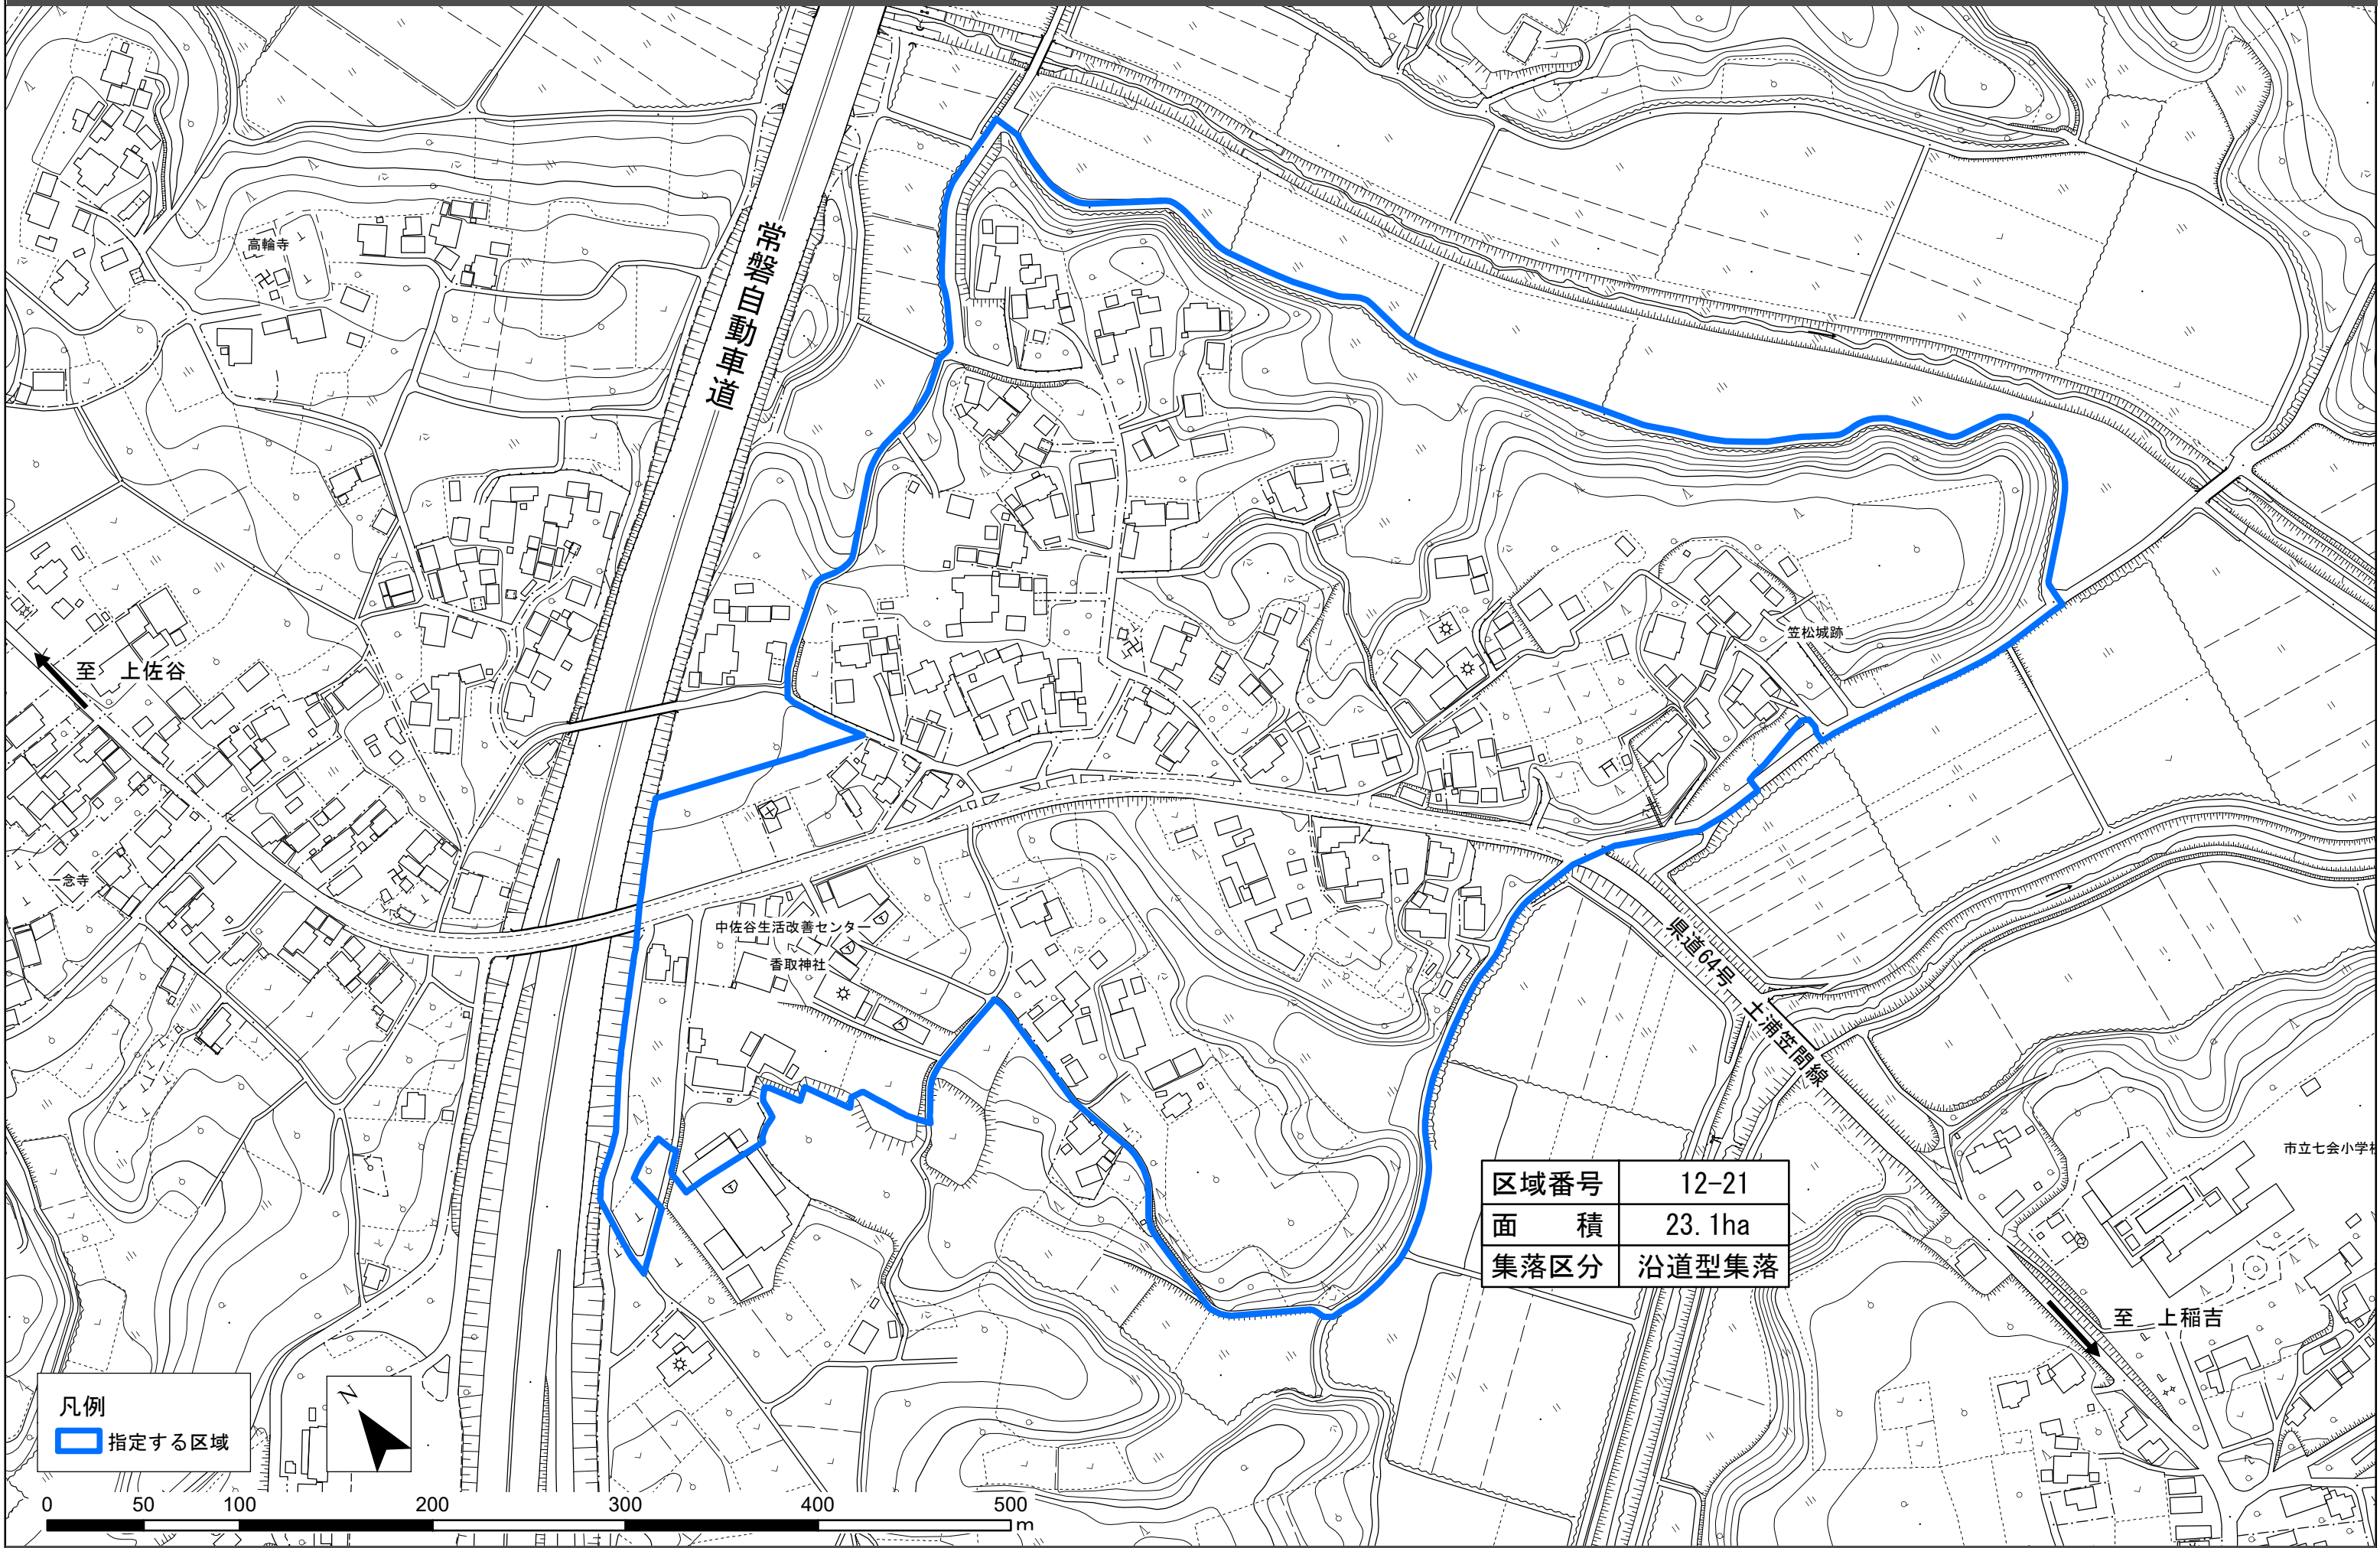 高輪寺
常磐自動車道
笠松城跡
至　上佐谷
一念寺
中佐谷生活改善センター
香取神社
県道64号　土浦笠間線
市立七会小学校
区域番号 12-21
面　積 23.1ha
集落区分 沿道型集落
至　上稲吉
凡例
指定する区域
N
0 50 100 200 300 400 500
m